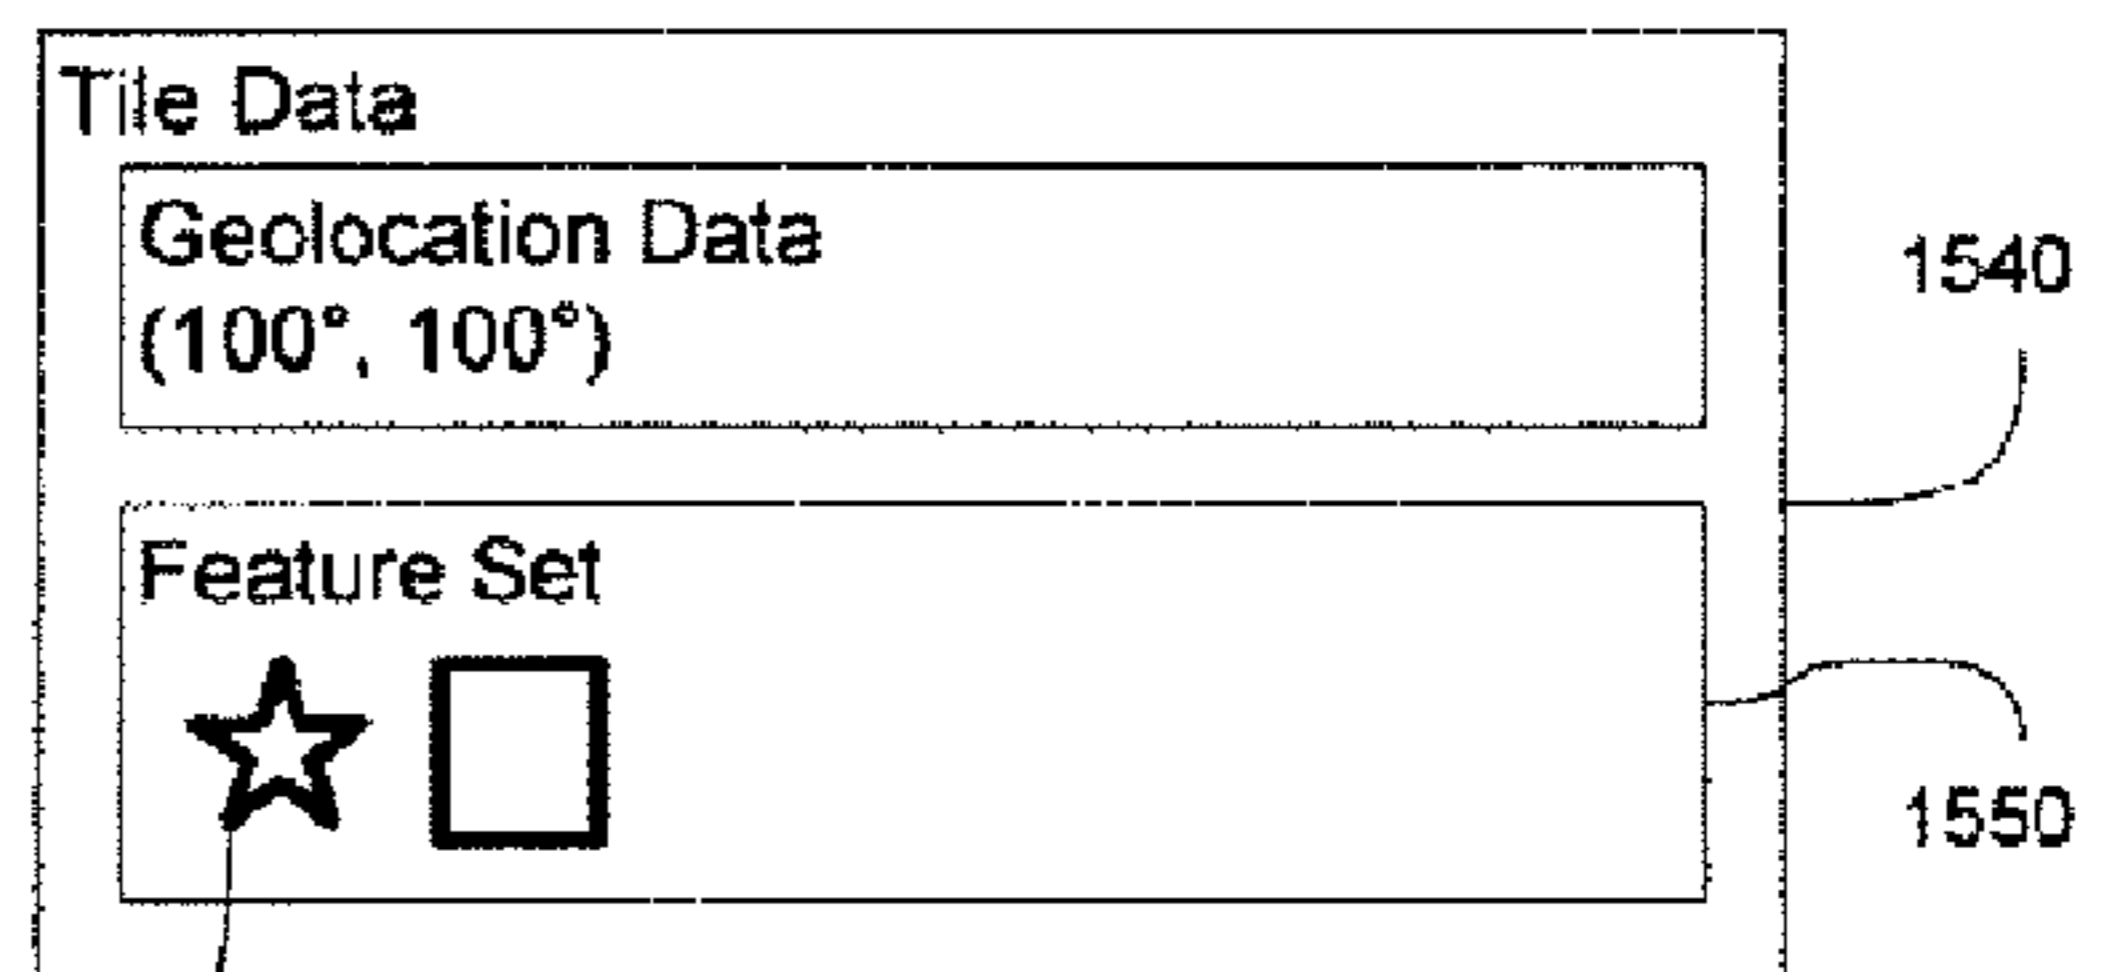 Tile Data
Geolocation Data
(100°, 100°)
1540
Feature Set
1550